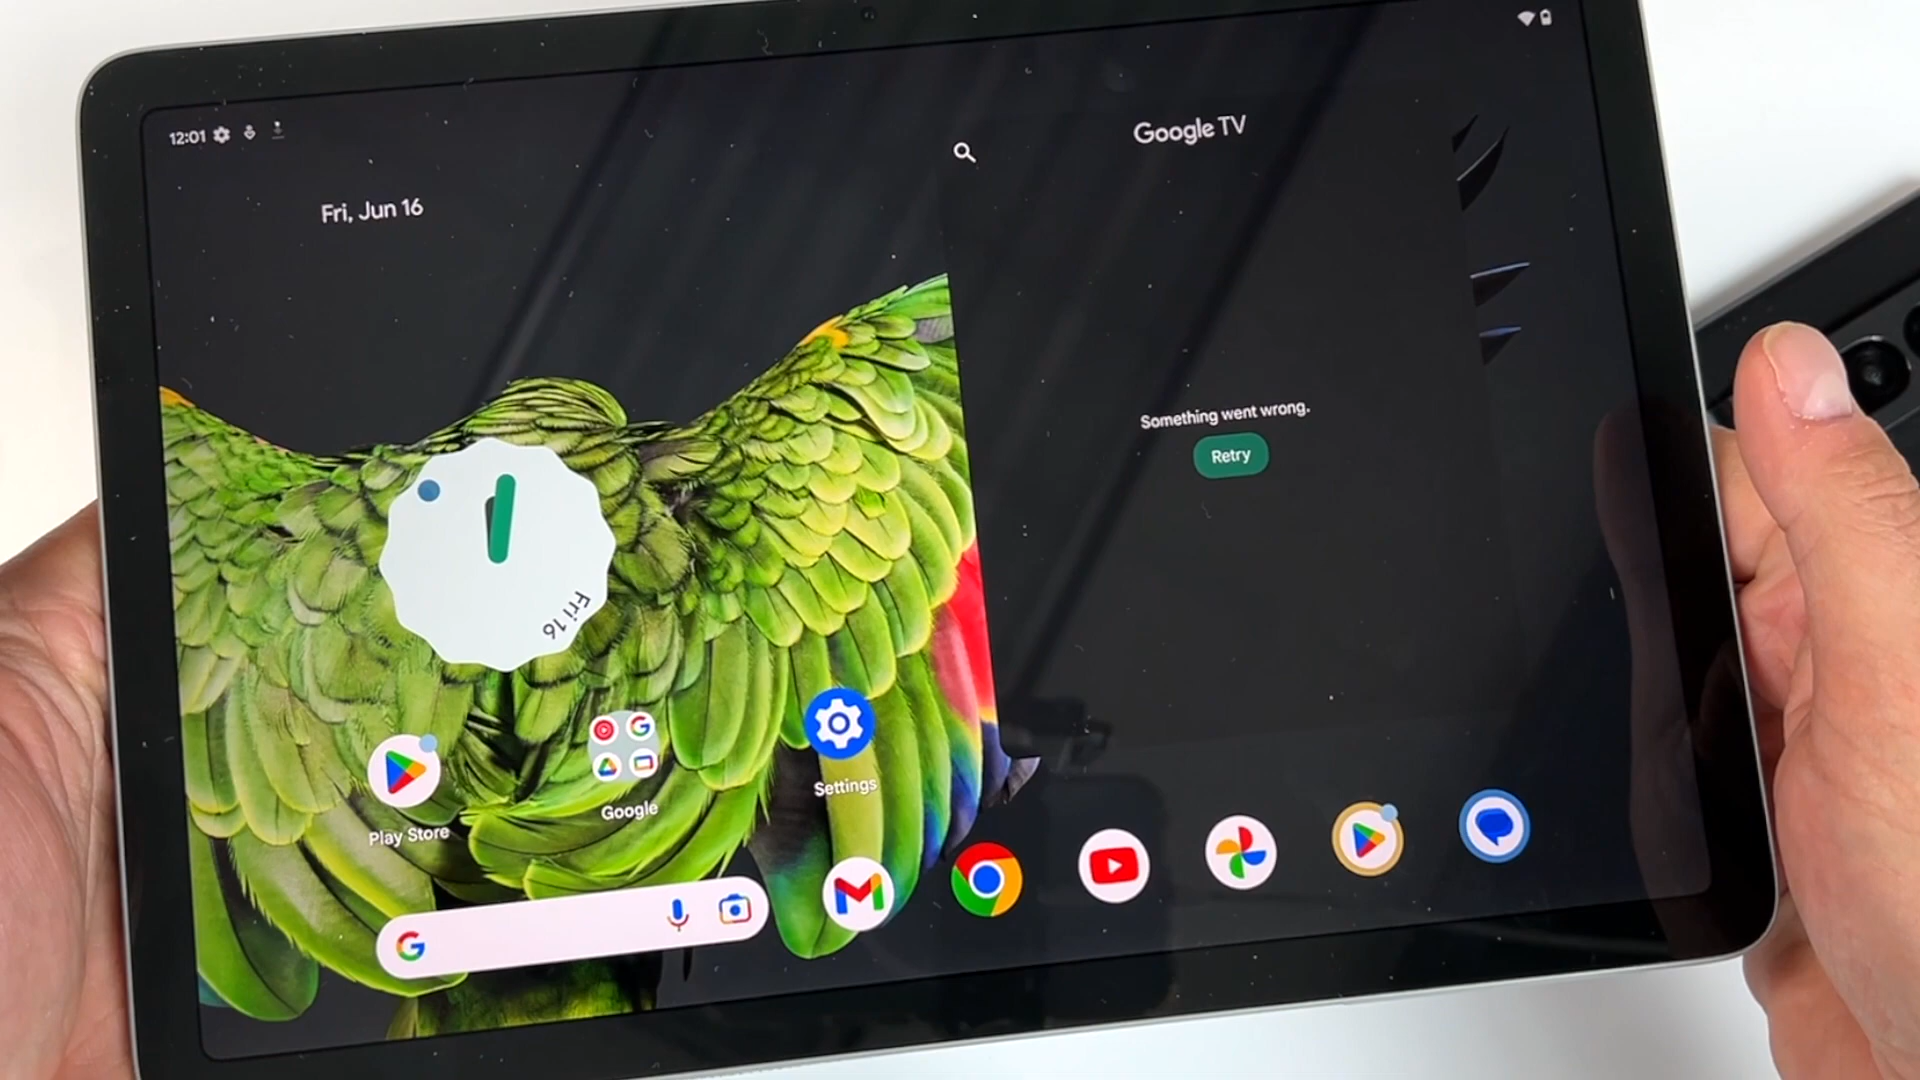 12:01
Fri, Jun 16
Google TV
Something went wrong.
Retry
Fri 16
Play Store
Google
Settings